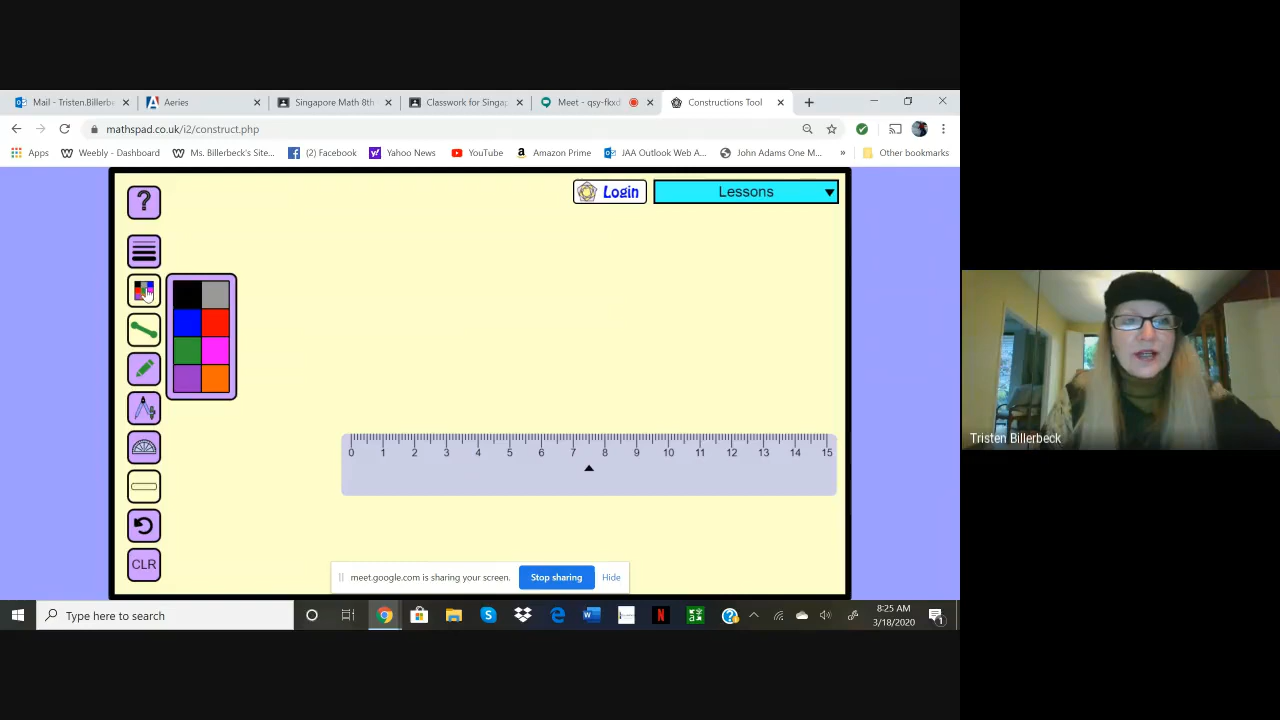 Mail - Tristen.Billerb
Aeries
Singapore Math 8th
Classwork for Singap
Meet - qsy-fkxd
Constructions Tool
mathspad.co.uk/i2/construct.php
Apps
Weebly - Dashboard
Ms. Billerbeck's Site...
(2) Facebook
Yahoo News
YouTube
Amazon Prime
JAA Outlook Web A...
John Adams One M...
»
Other bookmarks
?
Login
Lessons
0 1 2 3 4 5 6 7 8 9 10 11 12 13 14 15
CLR
meet.google.com is sharing your screen.
Stop sharing
Hide
Tristen Billerbeck
Type here to search
8:25 AM
3/18/2020
1